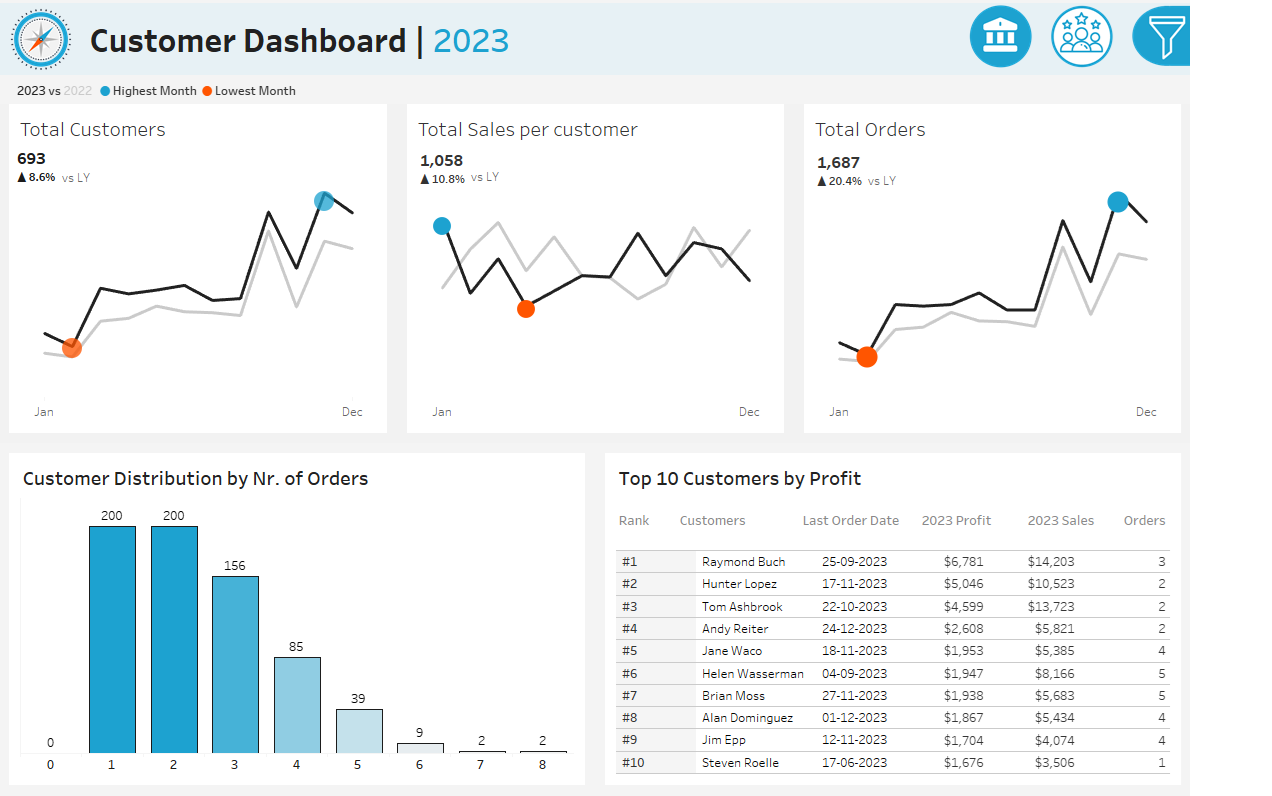 Customer Dashboard | 2023
2023 vs 2022 Highest Month Lowest Month
Total Customers
693
▲ 8.6% vs LY
Jan Dec
Total Sales per customer
1,058
▲ 10.8% vs LY
Jan Dec
Total Orders
1,687
▲ 20.4% vs LY
Jan Dec
Customer Distribution by Nr. of Orders
0 200 200 156 85 39 9 2 2
0 1 2 3 4 5 6 7 8
Top 10 Customers by Profit
Rank Customers Last Order Date 2023 Profit 2023 Sales Orders
#1 Raymond Buch 25-09-2023 $6,781 $14,203 3
#2 Hunter Lopez 17-11-2023 $5,046 $10,523 2
#3 Tom Ashbrook 22-10-2023 $4,599 $13,723 2
#4 Andy Reiter 24-12-2023 $2,608 $5,821 2
#5 Jane Waco 18-11-2023 $1,953 $5,385 4
#6 Helen Wasserman 04-09-2023 $1,947 $8,166 5
#7 Brian Moss 27-11-2023 $1,938 $5,683 5
#8 Alan Dominguez 01-12-2023 $1,867 $5,434 4
#9 Jim Epp 12-11-2023 $1,704 $4,074 4
#10 Steven Roelle 17-06-2023 $1,676 $3,506 1